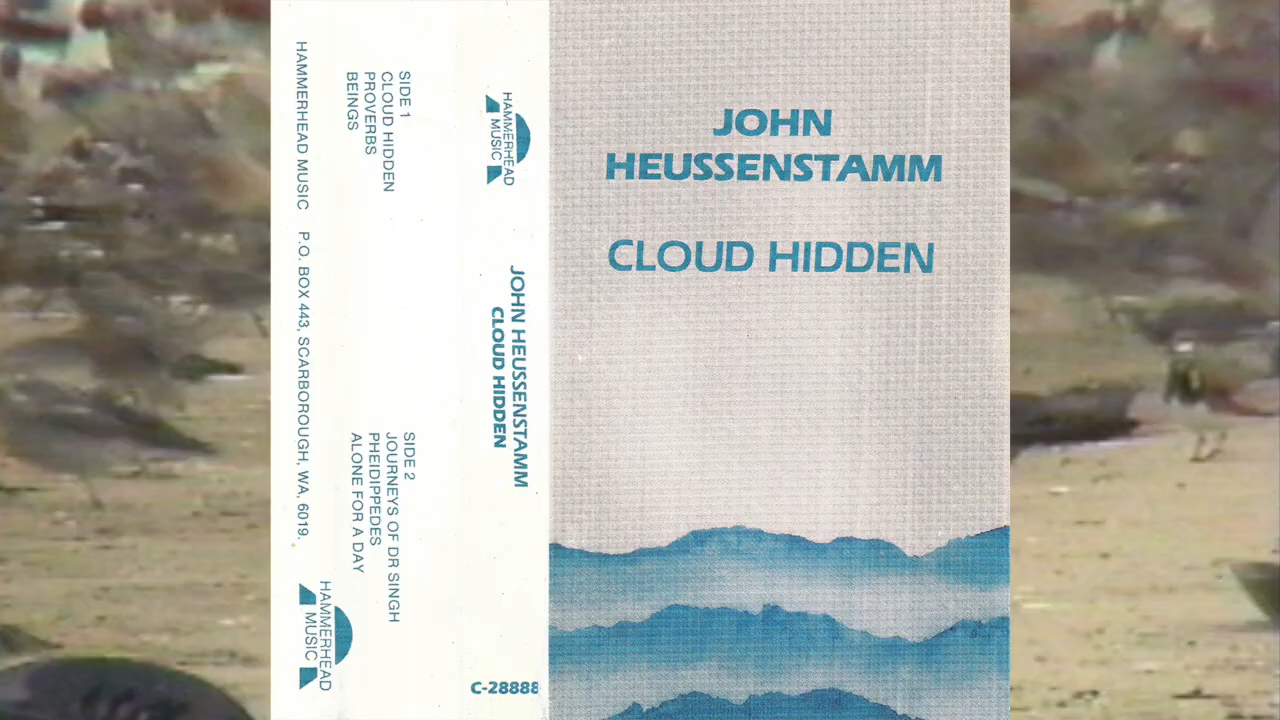 JOHN
HEUSSENSTAMM
CLOUD HIDDEN
HAMMERHEAD
MUSIC
JOHN HEUSSENSTAMM
CLOUD HIDDEN
C-28888
SIDE 1
CLOUD HIDDEN
PROVERBS
BEINGS
SIDE 2
JOURNEYS OF DR SINGH
PHEIDIPPEDES
ALONE FOR A DAY
HAMMERHEAD MUSIC P.O. BOX 443, SCARBOROUGH, WA, 6019.
HAMMERHEAD
MUSIC